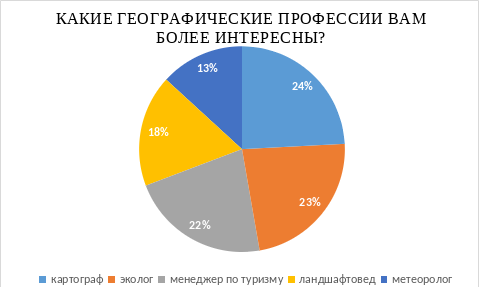 КАКИЕ ГЕОГРАФИЧЕСКИЕ ПРОФЕССИИ ВАМ
БОЛЕЕ ИНТЕРЕСНЫ?
13%
24%
18%
23%
22%
картограф эколог менеджер по туризму ландшафтовед метеоролог